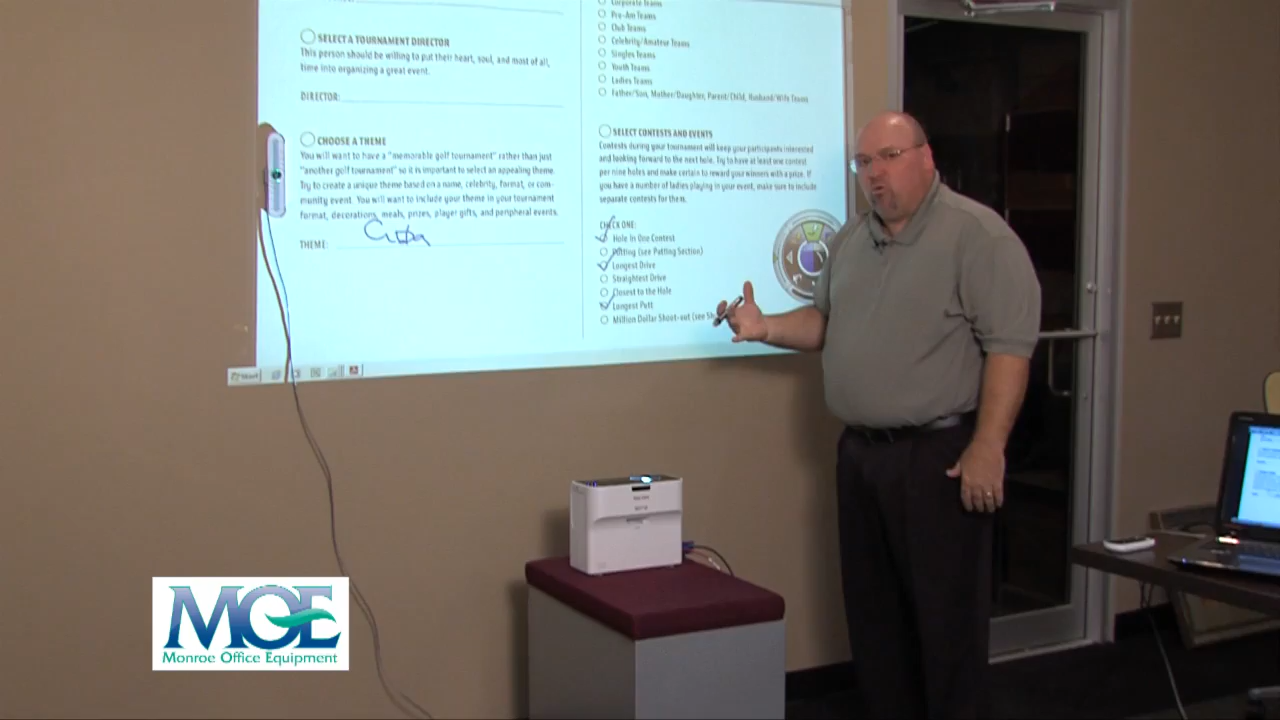 SELECT A TOURNAMENT DIRECTOR
This person should be willing to put their heart, soul, and most of all,
time into organizing a great event.
DIRECTOR:
CHOOSE A THEME
You will want to have a "memorable golf tournament" rather than just
"another golf tournament" so it is important to select an appealing theme.
Try to create a unique theme based on a name, celebrity, format, or com-
munity event. You will want to include your theme in your tournament
format, decorations, meals, prizes, player gifts, and peripheral events.
THEME:
Corporate Teams
Pro-Am Teams
Club Teams
Celebrity/Amateur Teams
Singles Teams
Youth Teams
Ladies Teams
Father/Son, Mother/Daughter, Parent/Child, Husband/Wife Teams
SELECT CONTESTS AND EVENTS
Contests during your tournament will keep your participants interested
and looking forward to the next hole. Try to have at least one contest
per nine holes and make certain to reward your winners with a prize. If
you have a number of ladies playing in your event, make sure to include
separate contests for them.
CHECK ONE:
Hole In One Contest
Putting (see Putting Section)
Longest Drive
Straightest Drive
Closest to the Hole
Longest Putt
Million Dollar Shoot-out (see Sh
Start
MOE
Monroe Office Equipment